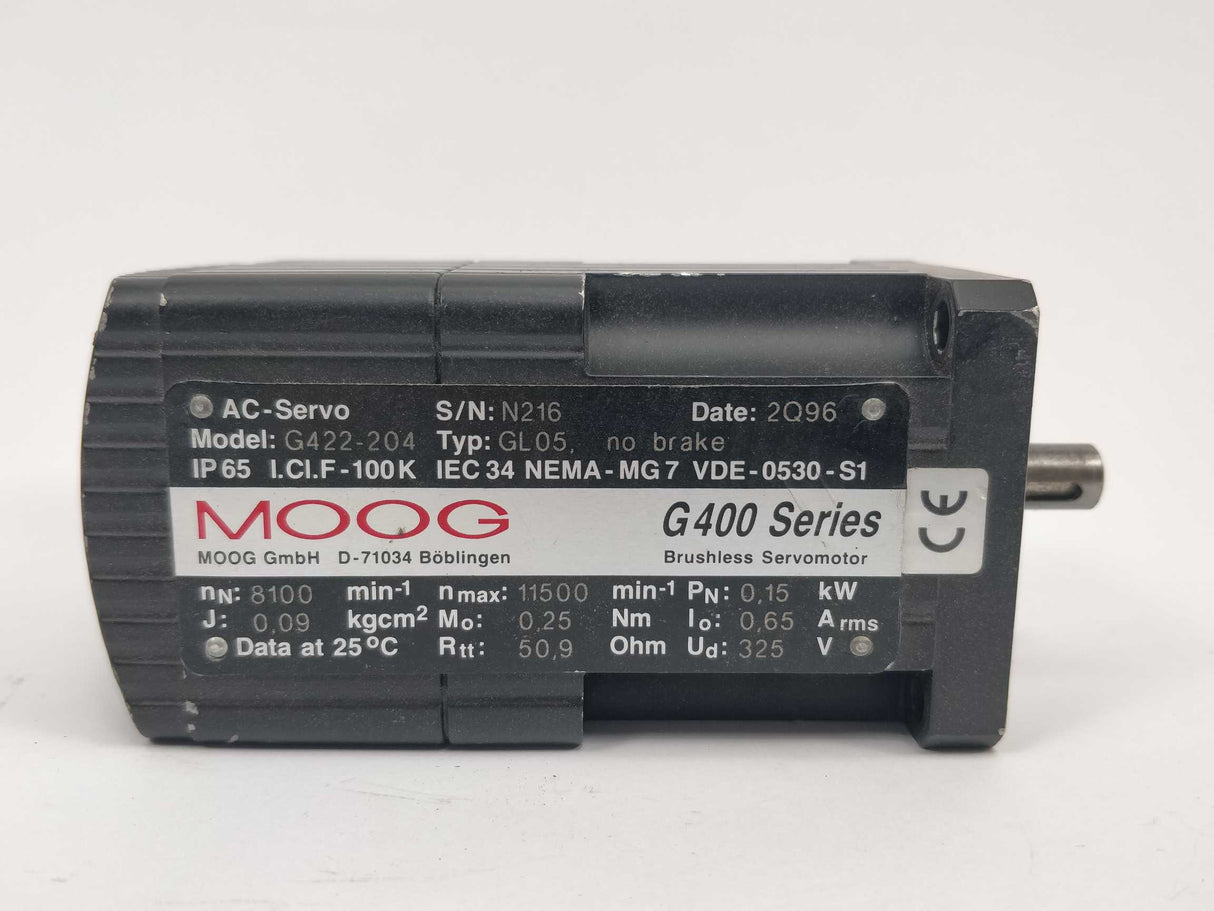 AC-Servo S/N: N216 Date: 2Q96
Model: G422-204 Typ: GL05, no brake
IP65 I.Cl.F-100K IEC 34 NEMA-MG7 VDE-0530-S1
MOOG G400 Series
MOOG GmbH D-71034 Böblingen Brushless Servomotor
CE
nN: 8100 min-1 nmax: 11500 min-1 PN: 0,15 kW
J: 0,09 kgcm2 Mo: 0,25 Nm Io: 0,65 Arms
Data at 25°C Rtt: 50,9 Ohm Ud: 325 V